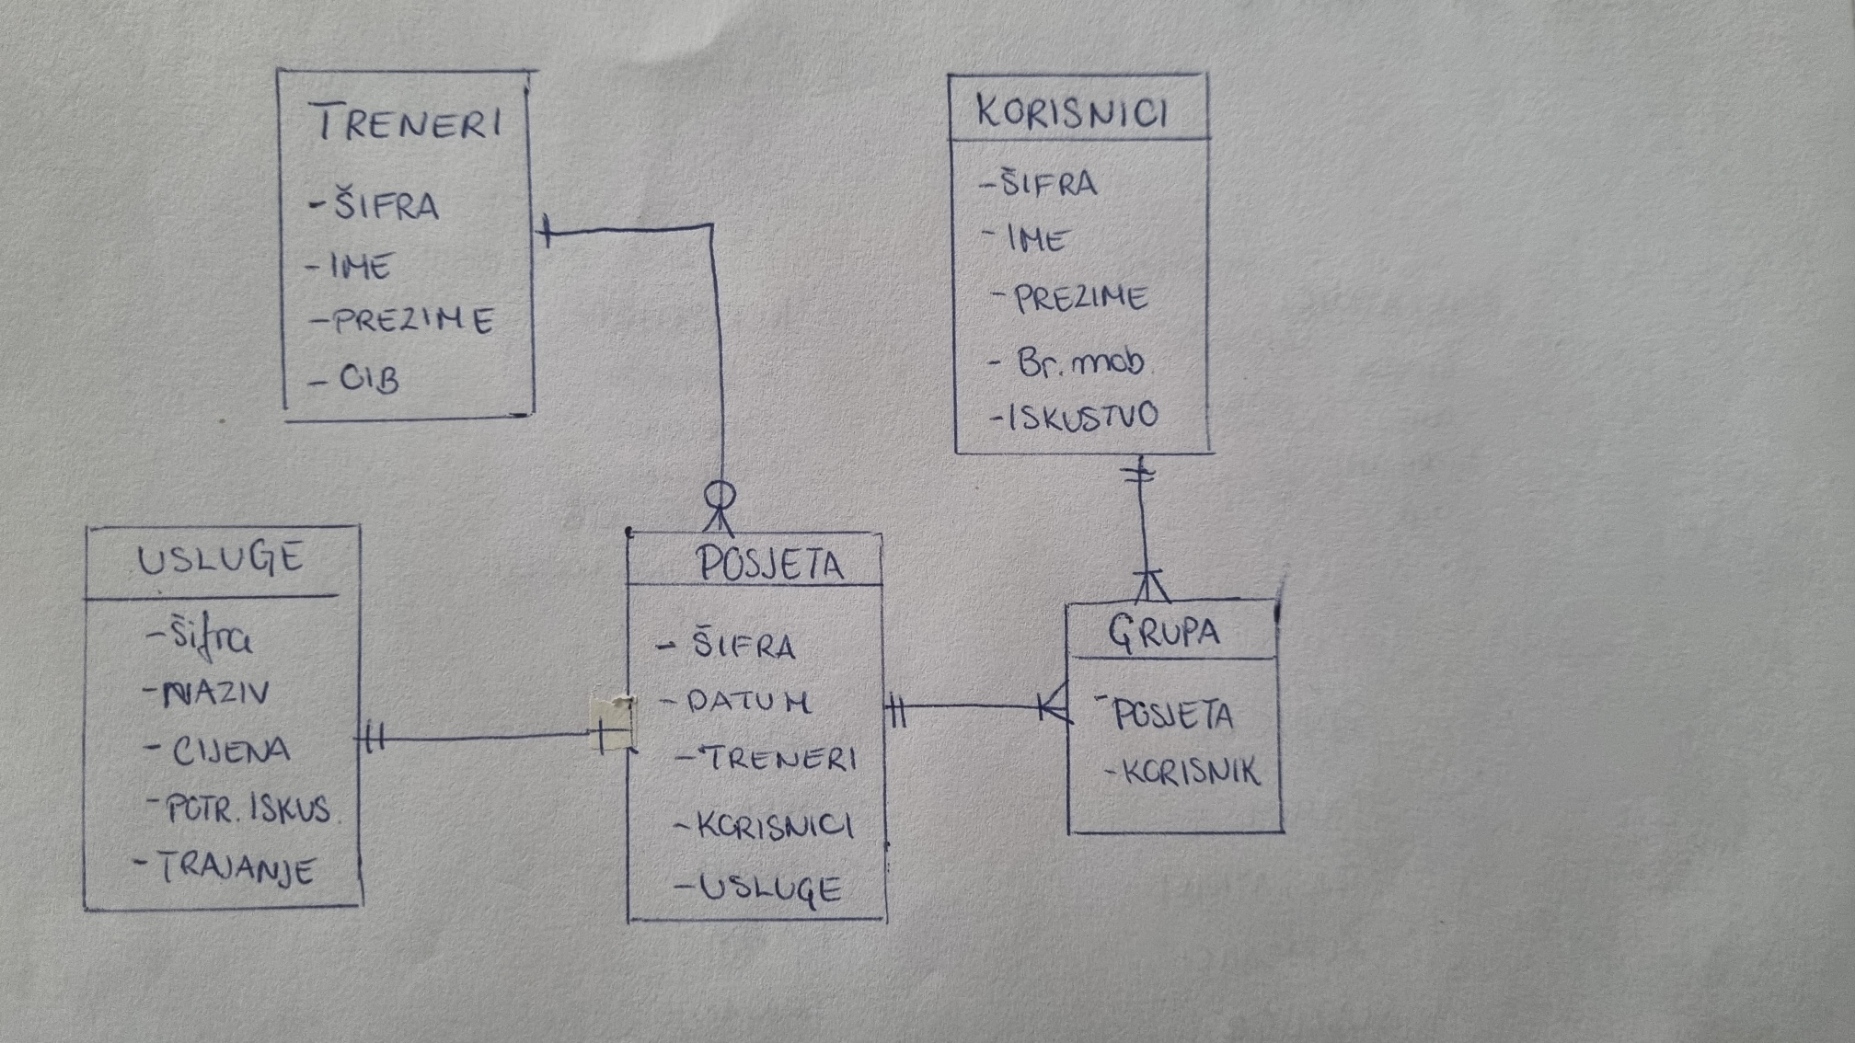 TRENERI
- ŠIFRA
- IME
- PREZIME
- OIB
KORISNICI
- ŠIFRA
- IME
- PREZIME
- Br. mob.
- ISKUSTVO
USLUGE
- Šifra
- NAZIV
- CIJENA
- POTR. ISKUS.
- TRAJANJE
POSJETA
- ŠIFRA
- DATUM
- TRENERI
- KORISNICI
- USLUGE
GRUPA
- POSJETA
- KORISNIK